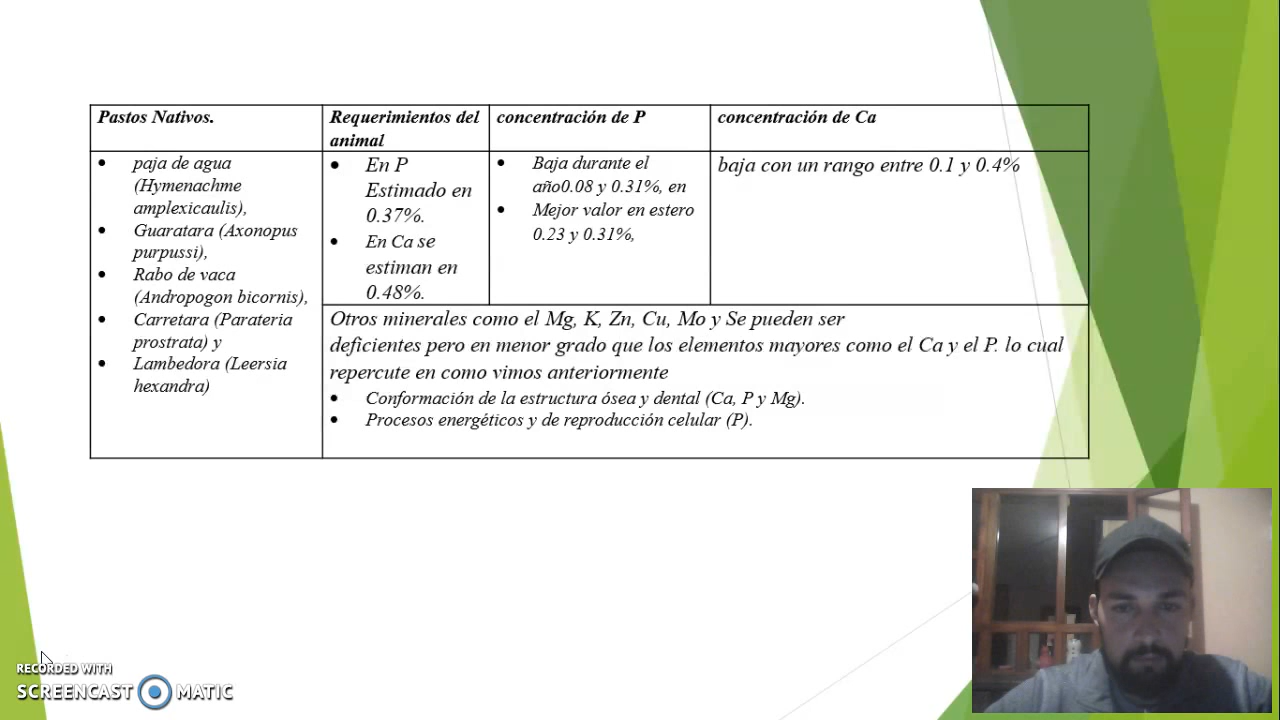 Pastos Nativos.
Requerimientos del
animal
concentración de P
concentración de Ca
paja de agua
(Hymenachme
amplexicaulis),
Guaratara (Axonopus
purpussi),
Rabo de vaca
(Andropogon bicornis),
Carretara (Parateria
prostrata) y
Lambedora (Leersia
hexandra)
En P
Estimado en
0.37%.
En Ca se
estiman en
0.48%.
Baja durante el
año0.08 y 0.31%, en
Mejor valor en estero
0.23 y 0.31%,
baja con un rango entre 0.1 y 0.4%
Otros minerales como el Mg, K, Zn, Cu, Mo y Se pueden ser
deficientes pero en menor grado que los elementos mayores como el Ca y el P. lo cual
repercute en como vimos anteriormente
Conformación de la estructura ósea y dental (Ca, P y Mg).
Procesos energéticos y de reproducción celular (P).
RECORDED WITH
SCREENCAST MATIC